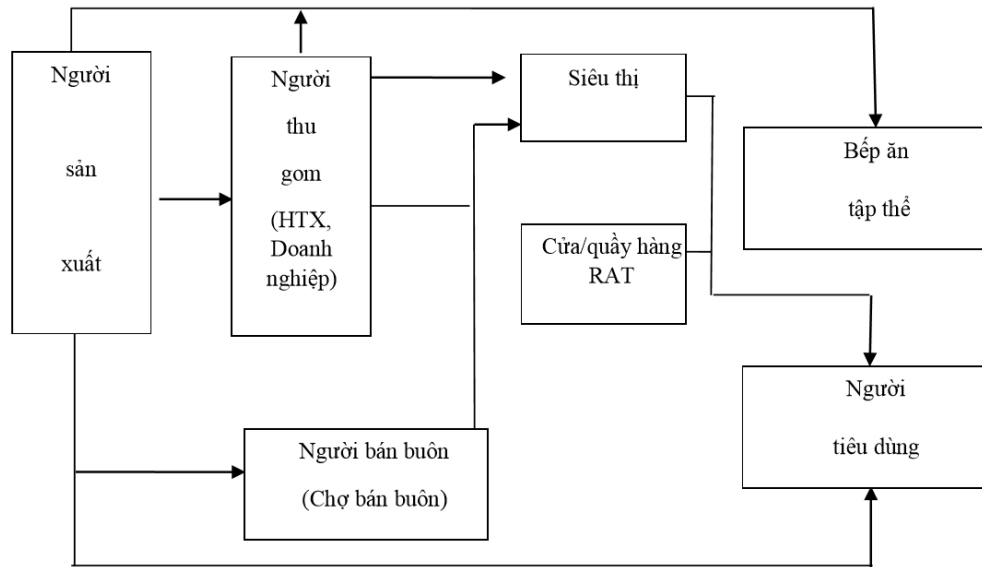 Người
sản
xuất
Người
thu
gom
(HTX,
Doanh
nghiệp)
Siêu thị
Cửa/quầy hàng
RAT
Bếp ăn
tập thể
Người bán buôn
(Chợ bán buôn)
Người
tiêu dùng